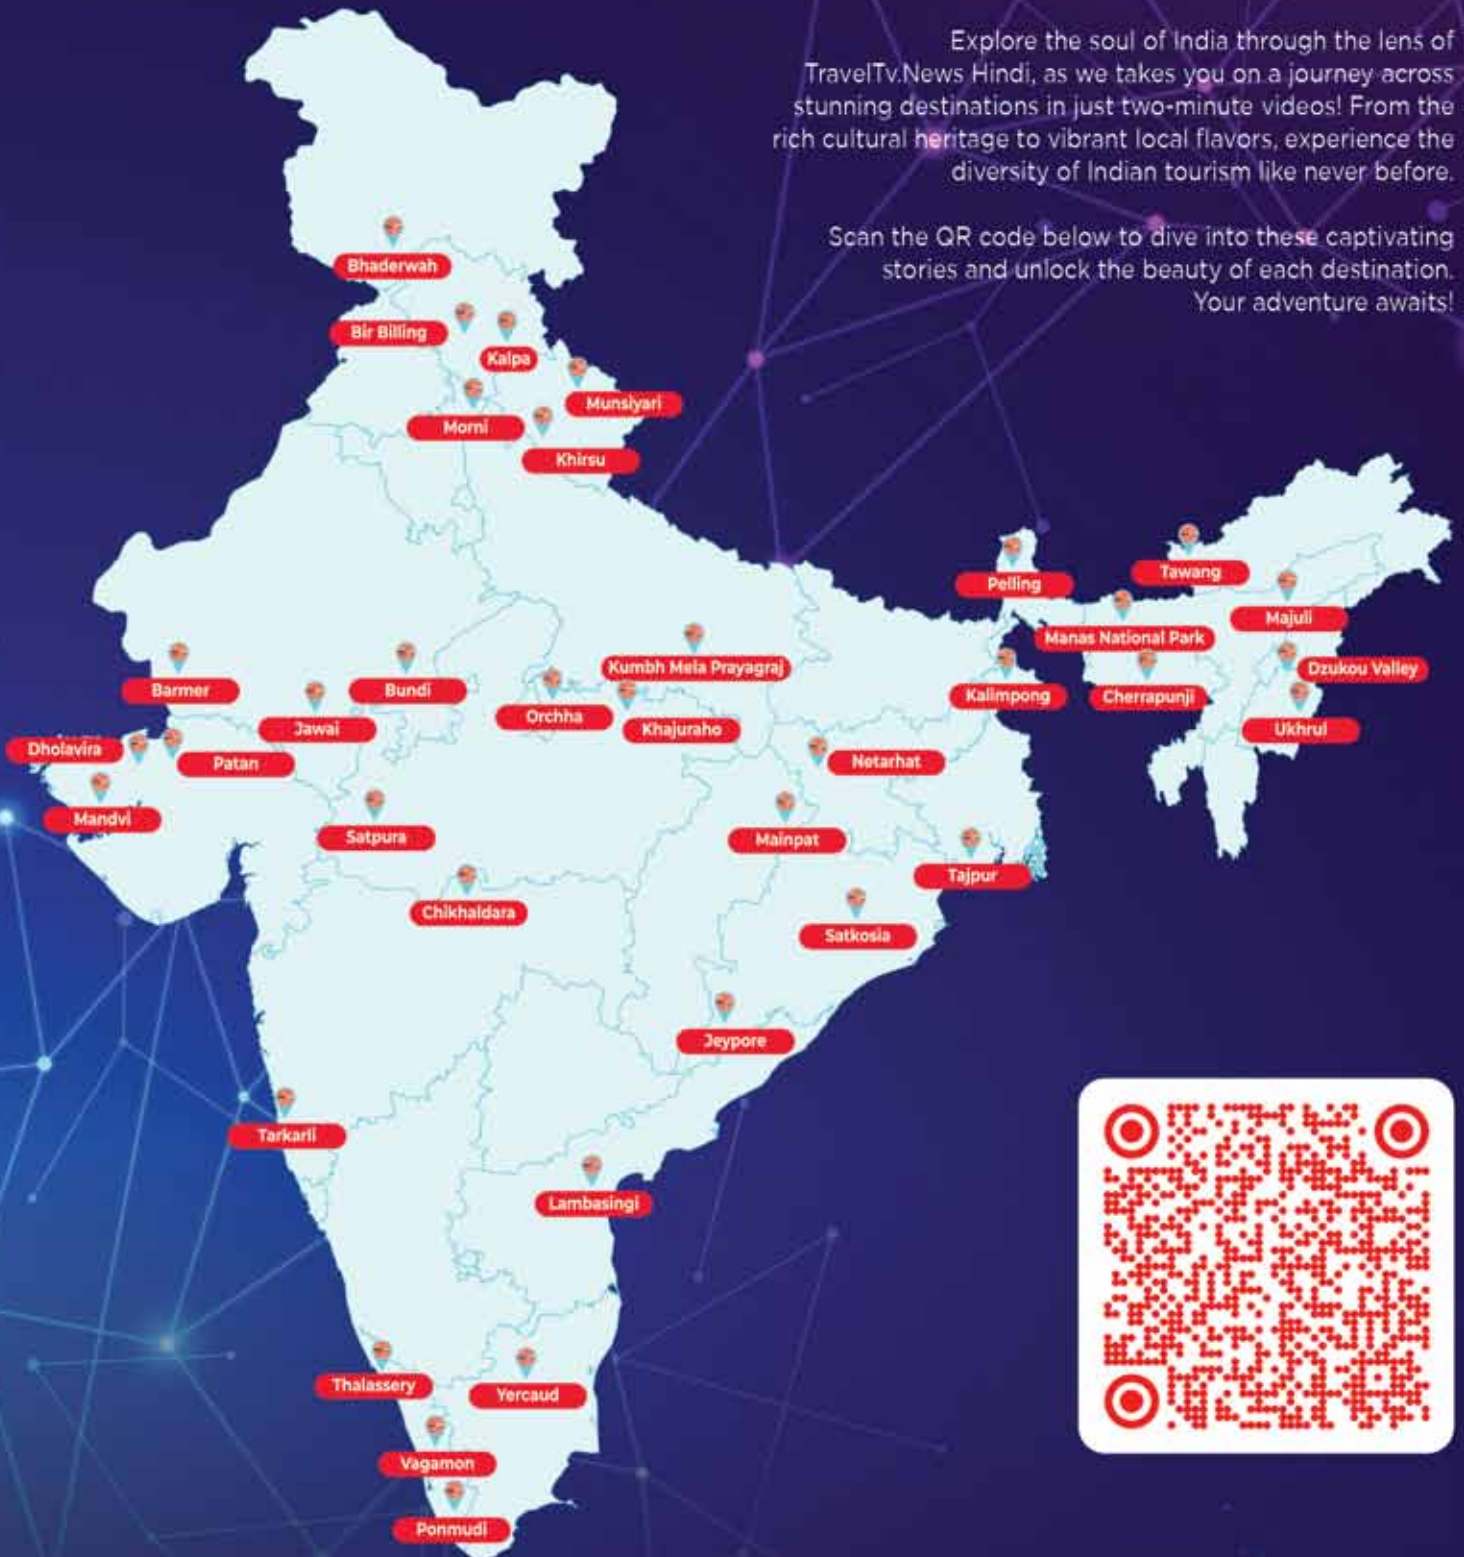 Explore the soul of India through the lens of
TravelTv.News Hindi, as we takes you on a journey across
stunning destinations in just two-minute videos! From the
rich cultural heritage to vibrant local flavors, experience the
diversity of Indian tourism like never before.
Scan the QR code below to dive into these captivating
stories and unlock the beauty of each destination.
Your adventure awaits!
Bhaderwah
Bir Billing
Kalpa
Munsiyari
Morni
Khirsu
Pelling
Tawang
Majuli
Manas National Park
Kumbh Mela Prayagraj
Dzukou Valley
Barmer
Bundi
Kalimpong
Cherrapunji
Orchha
Jawai
Khajuraho
Ukhrul
Dholavira
Patan
Netarhat
Mandvi
Satpura
Mainpat
Tajpur
Chikhaldara
Satkosia
Jeypore
Tarkarli
Lambasingi
Thalassery
Yercaud
Vagamon
Ponmudi